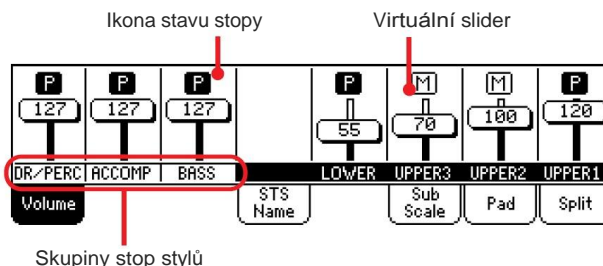 Ikona stavu stopy Virtuální slider
P P P P M M P
127 127 127 55 70 100 120
DR/PERC ACCOMP BASS LOWER UPPER3 UPPER2 UPPER1
Volume STS Name Sub Scale Pad Split
Skupiny stop stylů